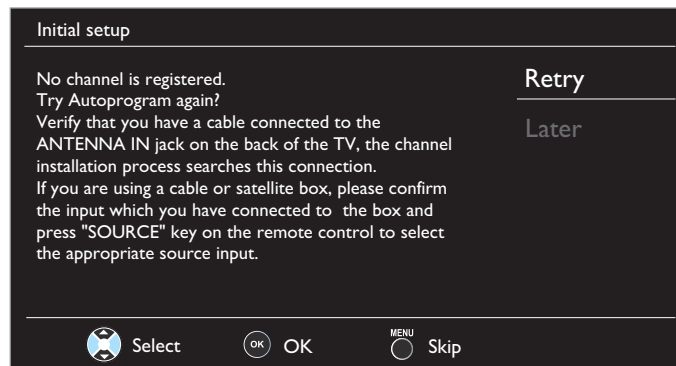 Initial setup
No channel is registered.
Try Autoprogram again?
Verify that you have a cable connected to the
ANTENNA IN jack on the back of the TV, the channel
installation process searches this connection.
If you are using a cable or satellite box, please confirm
the input which you have connected to the box and
press "SOURCE" key on the remote control to select
the appropriate source input.
Retry
Later
Select
OK OK
MENU
Skip